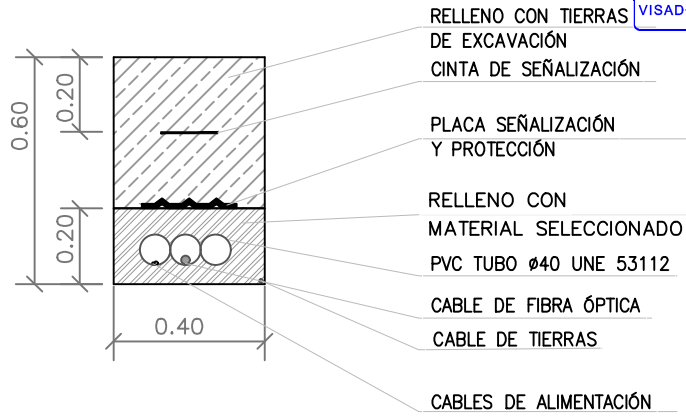 RELLENO CON TIERRAS
VISAD
DE EXCAVACIÓN
CINTA DE SEÑALIZACIÓN
0.20
0.60
PLACA SEÑALIZACIÓN
Y PROTECCIÓN
RELLENO CON
MATERIAL SELECCIONADO
0.20
PVC TUBO Ø40 UNE 53112
CABLE DE FIBRA ÓPTICA
0.40
CABLE DE TIERRAS
CABLES DE ALIMENTACIÓN